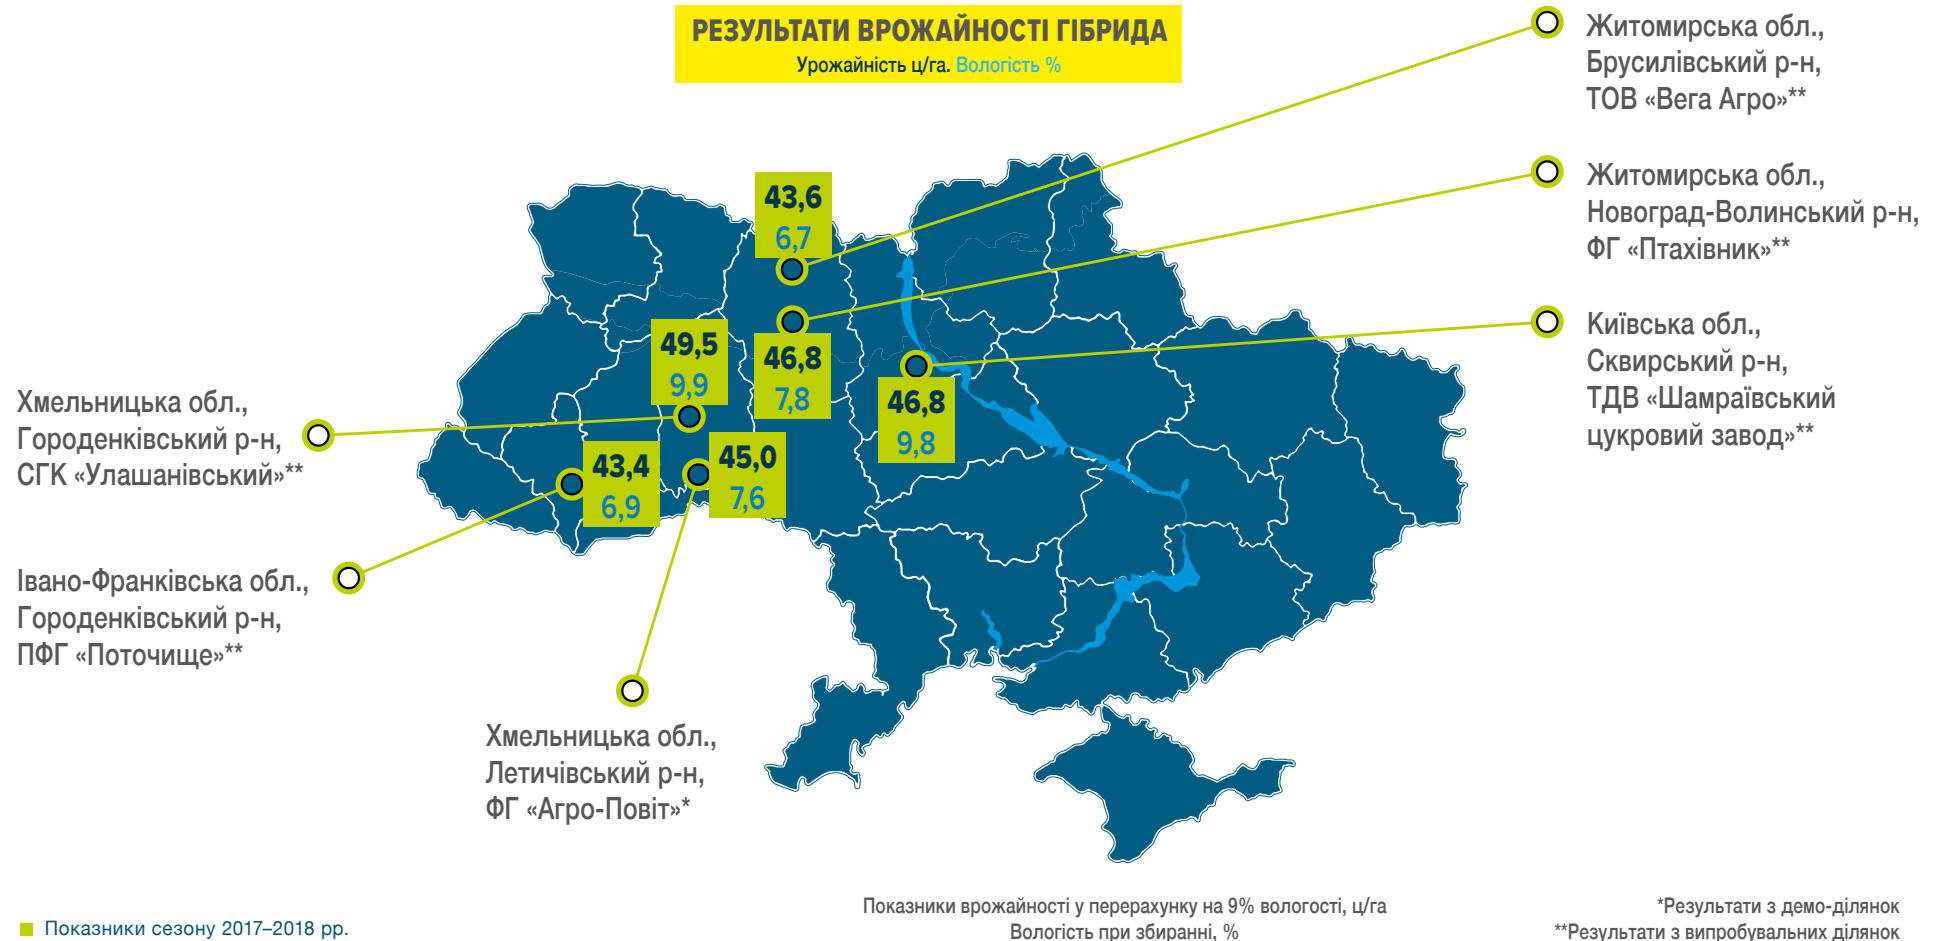 РЕЗУЛЬТАТИ ВРОЖАЙНОСТІ ГІБРИДА
Урожайність ц/га. Вологість %
Житомирська обл.,
Брусилівський р-н,
ТОВ «Вега Агро»**
Житомирська обл.,
Новоград-Волинський р-н,
ФГ «Птахівник»**
Київська обл.,
Сквирський р-н,
ТДВ «Шамраївський
цукровий завод»**
43,6
6,7
49,5
9,9
46,8
7,8
46,8
9,8
43,4
6,9
45,0
7,6
Хмельницька обл.,
Городенківський р-н,
СГК «Улашанівський»**
Івано-Франківська обл.,
Городенківський р-н,
ПФГ «Поточище»**
Хмельницька обл.,
Летичівський р-н,
ФГ «Агро-Повіт»*
Показники сезону 2017–2018 рр.
Показники врожайності у перерахунку на 9% вологості, ц/га
Вологість при збиранні, %
*Результати з демо-ділянок
**Результати з випробувальних ділянок